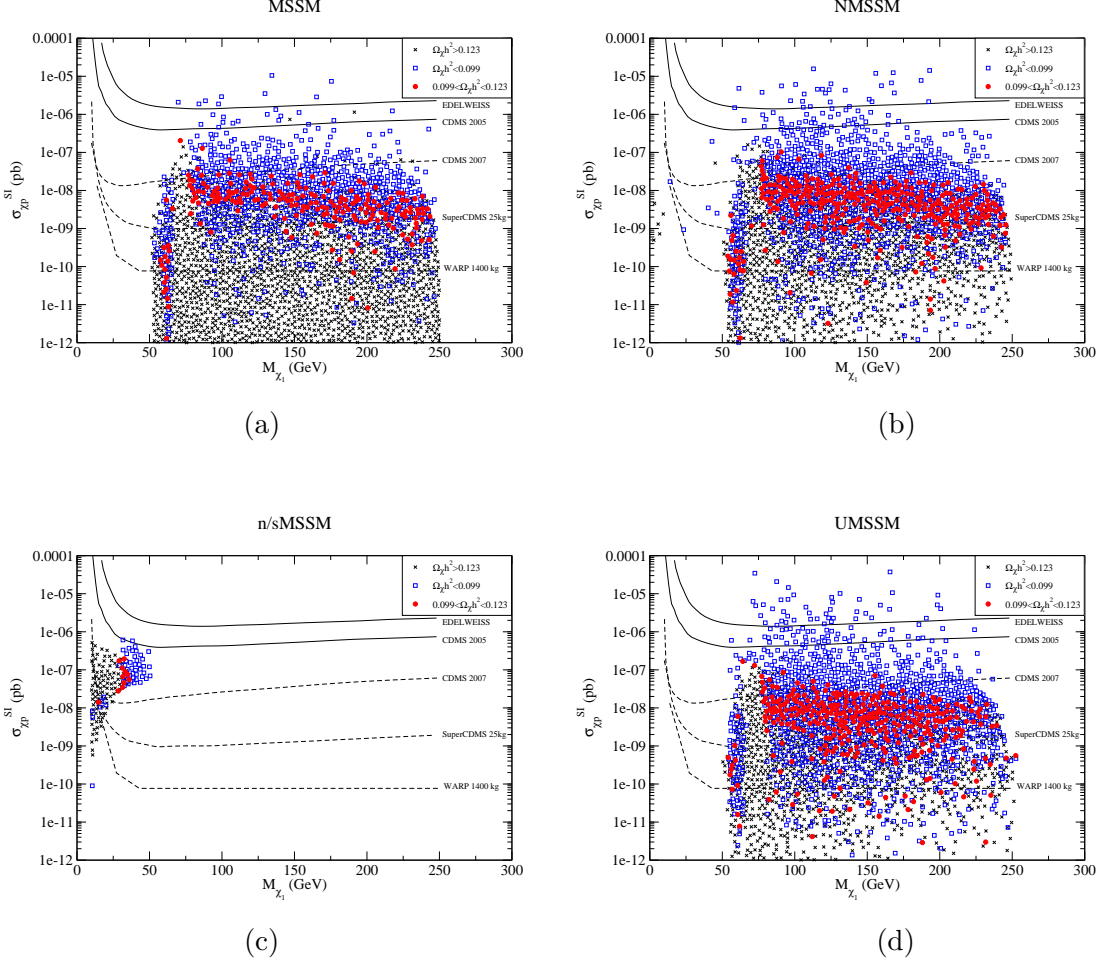 MSSM
0.0001
1e-05
1e-06
1e-07
1e-08
1e-09
1e-10
1e-11
1e-12
σχp^SI (pb)
Ωχh²>0.123
Ωχh²<0.099
0.099<Ωχh²<0.123
EDELWEISS
CDMS 2005
CDMS 2007
SuperCDMS 25kg
WARP 1400 kg
0 50 100 150 200 250 300
Mχ₁ (GeV)
(a)
NMSSM
0.0001
1e-05
1e-06
1e-07
1e-08
1e-09
1e-10
1e-11
1e-12
σχp^SI (pb)
Ωχh²>0.123
Ωχh²<0.099
0.099<Ωχh²<0.123
EDELWEISS
CDMS 2005
CDMS 2007
SuperCDMS 25kg
WARP 1400 kg
0 50 100 150 200 250 300
Mχ₁ (GeV)
(b)
n/sMSSM
0.0001
1e-05
1e-06
1e-07
1e-08
1e-09
1e-10
1e-11
1e-12
σχp^SI (pb)
Ωχh²>0.123
Ωχh²<0.099
0.099<Ωχh²<0.123
EDELWEISS
CDMS 2005
CDMS 2007
SuperCDMS 25kg
WARP 1400 kg
0 50 100 150 200 250 300
Mχ₁ (GeV)
(c)
UMSSM
0.0001
1e-05
1e-06
1e-07
1e-08
1e-09
1e-10
1e-11
1e-12
σχp^SI (pb)
Ωχh²>0.123
Ωχh²<0.099
0.099<Ωχh²<0.123
EDELWEISS
CDMS 2005
CDMS 2007
SuperCDMS 25kg
WARP 1400 kg
0 50 100 150 200 250 300
Mχ₁ (GeV)
(d)